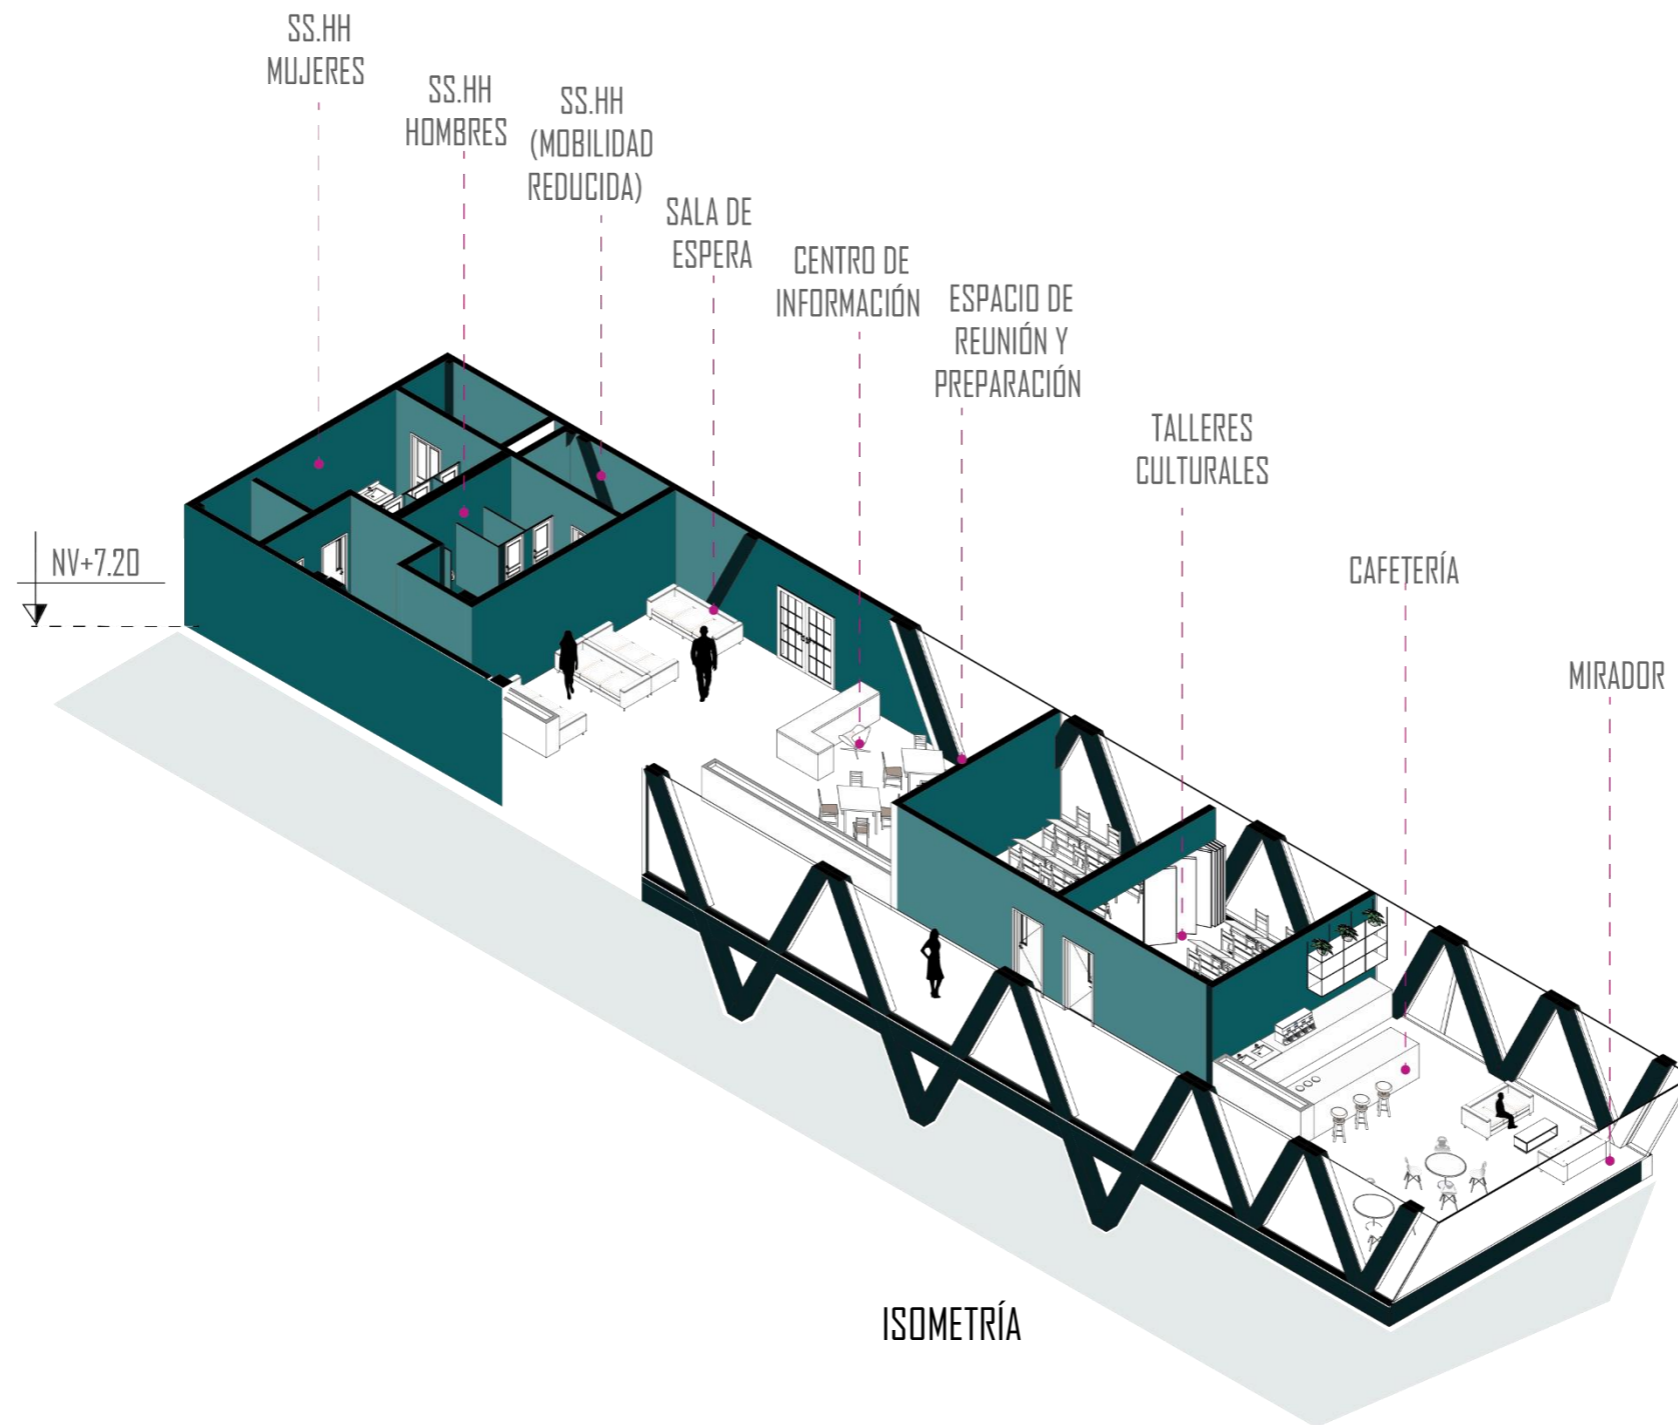 SS.HH
MUJERES
SS.HH
HOMBRES
SS.HH
(MOBILIDAD
REDUCIDA)
SALA DE
ESPERA
CENTRO DE
INFORMACIÓN
ESPACIO DE
REUNIÓN Y
PREPARACIÓN
TALLERES
CULTURALES
CAFETERÍA
MIRADOR
NV+7.20
ISOMETRÍA